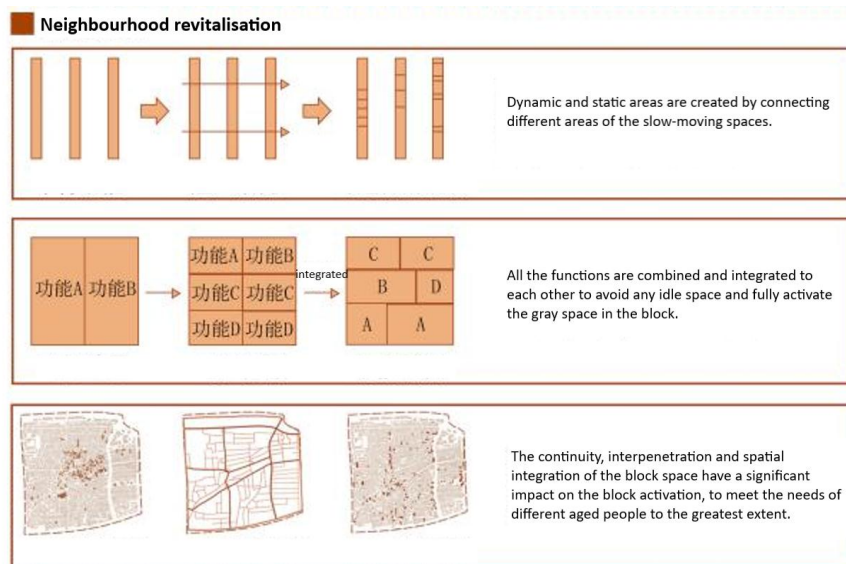 Neighbourhood revitalisation
Dynamic and static areas are created by connecting
different areas of the slow-moving spaces.
功能A 功能B
功能A 功能B
功能C 功能C
功能D 功能D
integrated
C C
B D
A A
All the functions are combined and integrated to
each other to avoid any idle space and fully activate
the gray space in the block.
The continuity, interpenetration and spatial
integration of the block space have a significant
impact on the block activation, to meet the needs of
different aged people to the greatest extent.